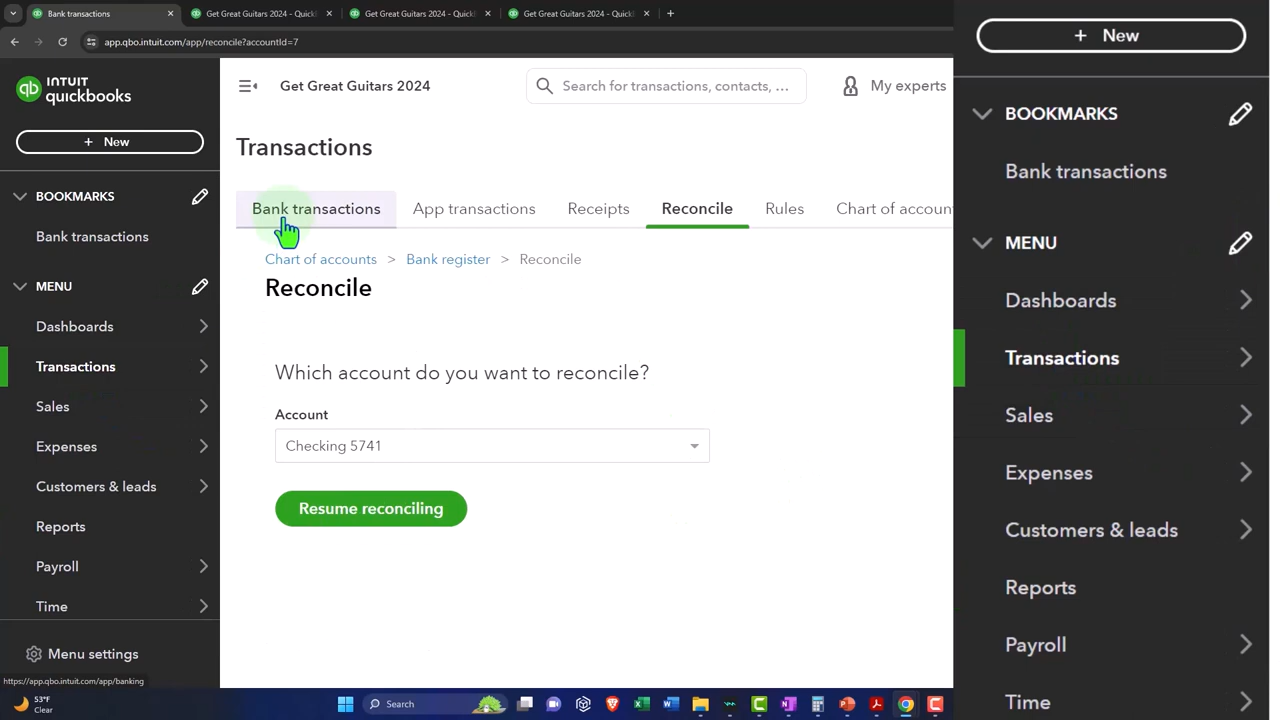 Bank transactions
Get Great Guitars 2024 - QuickB
Get Great Guitars 2024 - QuickB
Get Great Guitars 2024 - QuickB
app.qbo.intuit.com/app/reconcile?accountId=7
INTUIT
quickbooks
Get Great Guitars 2024
Search for transactions, contacts, ...
My experts
+ New
Transactions
BOOKMARKS
Bank transactions
Bank transactions
App transactions
Receipts
Reconcile
Rules
Chart of accoun
MENU
Dashboards
Transactions
Sales
Expenses
Customers & leads
Reports
Payroll
Time
Menu settings
Chart of accounts > Bank register > Reconcile
Reconcile
Which account do you want to reconcile?
Account
Checking 5741
Resume reconciling
https://app.qbo.intuit.com/app/banking
53°F
Clear
Search
+ New
BOOKMARKS
Bank transactions
MENU
Dashboards
Transactions
Sales
Expenses
Customers & leads
Reports
Payroll
Time